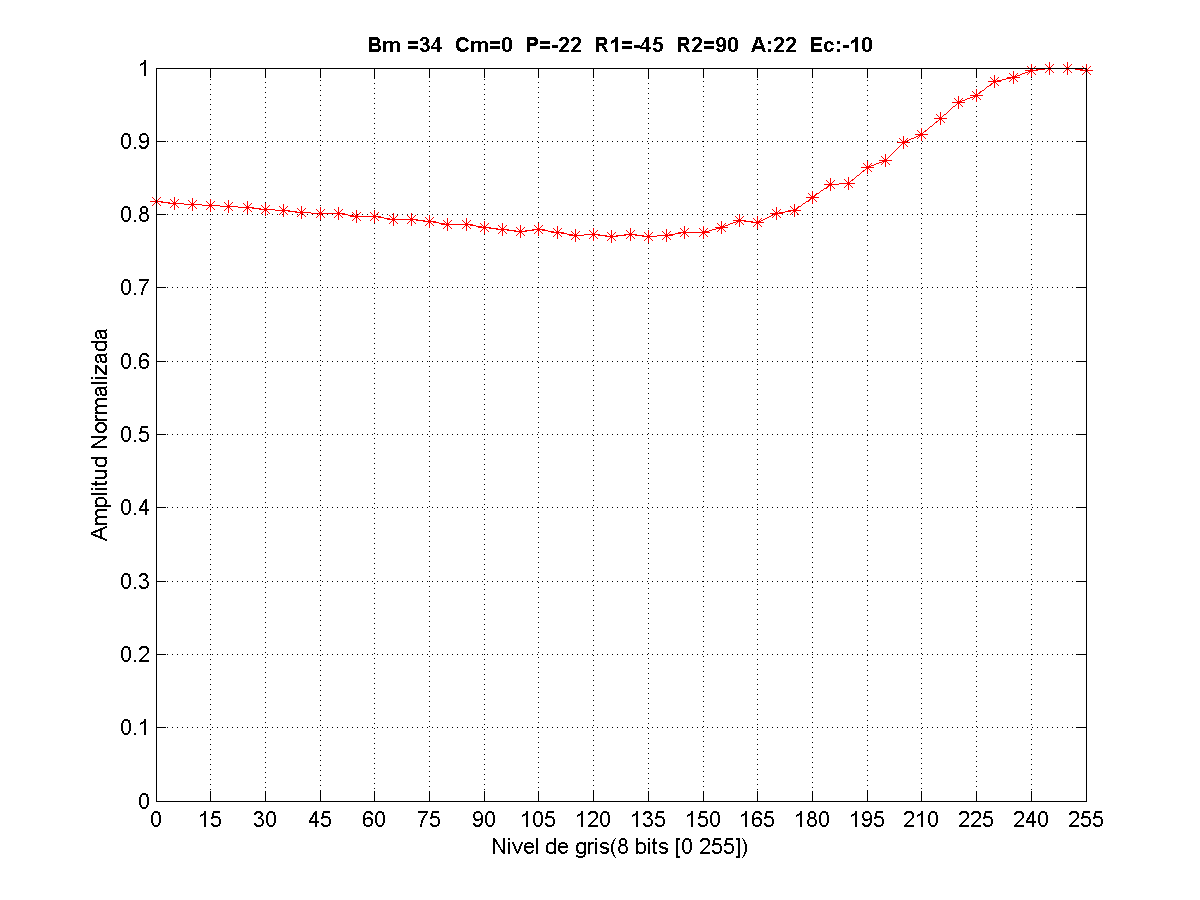 Bm =34 Cm=0 P=-22 R1=-45 R2=90 A:22 Ec:-10
1
0.9
0.8
0.7
0.6
0.5
0.4
0.3
0.2
0.1
0
Amplitud Normalizada
0 15 30 45 60 75 90 105 120 135 150 165 180 195 210 225 240 255
Nivel de gris(8 bits [0 255])